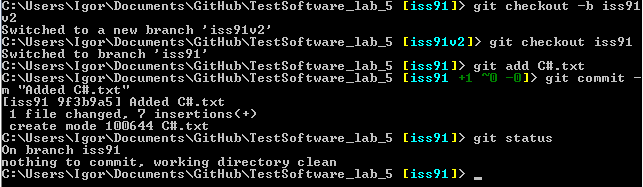 C:\Users\Igor\Documents\GitHub\TestSoftware_lab_5 [iss91]> git checkout -b iss91
v2
Switched to a new branch 'iss91v2'
C:\Users\Igor\Documents\GitHub\TestSoftware_lab_5 [iss91v2]> git checkout iss91
Switched to branch 'iss91'
C:\Users\Igor\Documents\GitHub\TestSoftware_lab_5 [iss91]> git add C#.txt
C:\Users\Igor\Documents\GitHub\TestSoftware_lab_5 [iss91 +1 ~0 -0]> git commit -
m "Added C#.txt"
[iss91 9f3b9a5] Added C#.txt
 1 file changed, 7 insertions(+)
 create mode 100644 C#.txt
C:\Users\Igor\Documents\GitHub\TestSoftware_lab_5 [iss91]> git status
On branch iss91
nothing to commit, working directory clean
C:\Users\Igor\Documents\GitHub\TestSoftware_lab_5 [iss91]> _